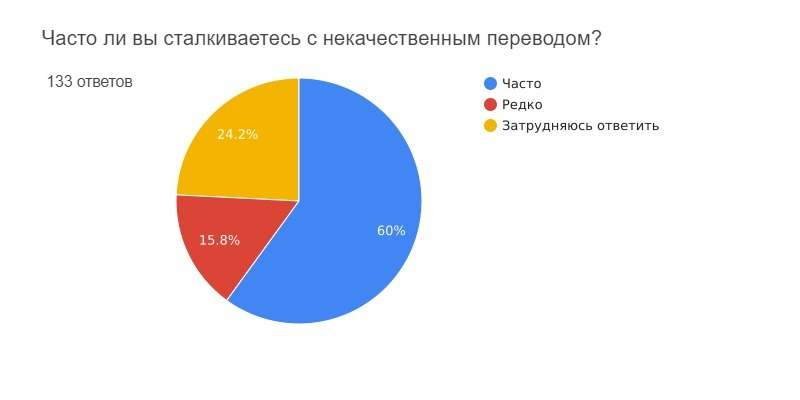 Часто ли вы сталкиваетесь с некачественным переводом?
133 ответов
Часто
Редко
Затрудняюсь ответить
24.2%
15.8%
60%